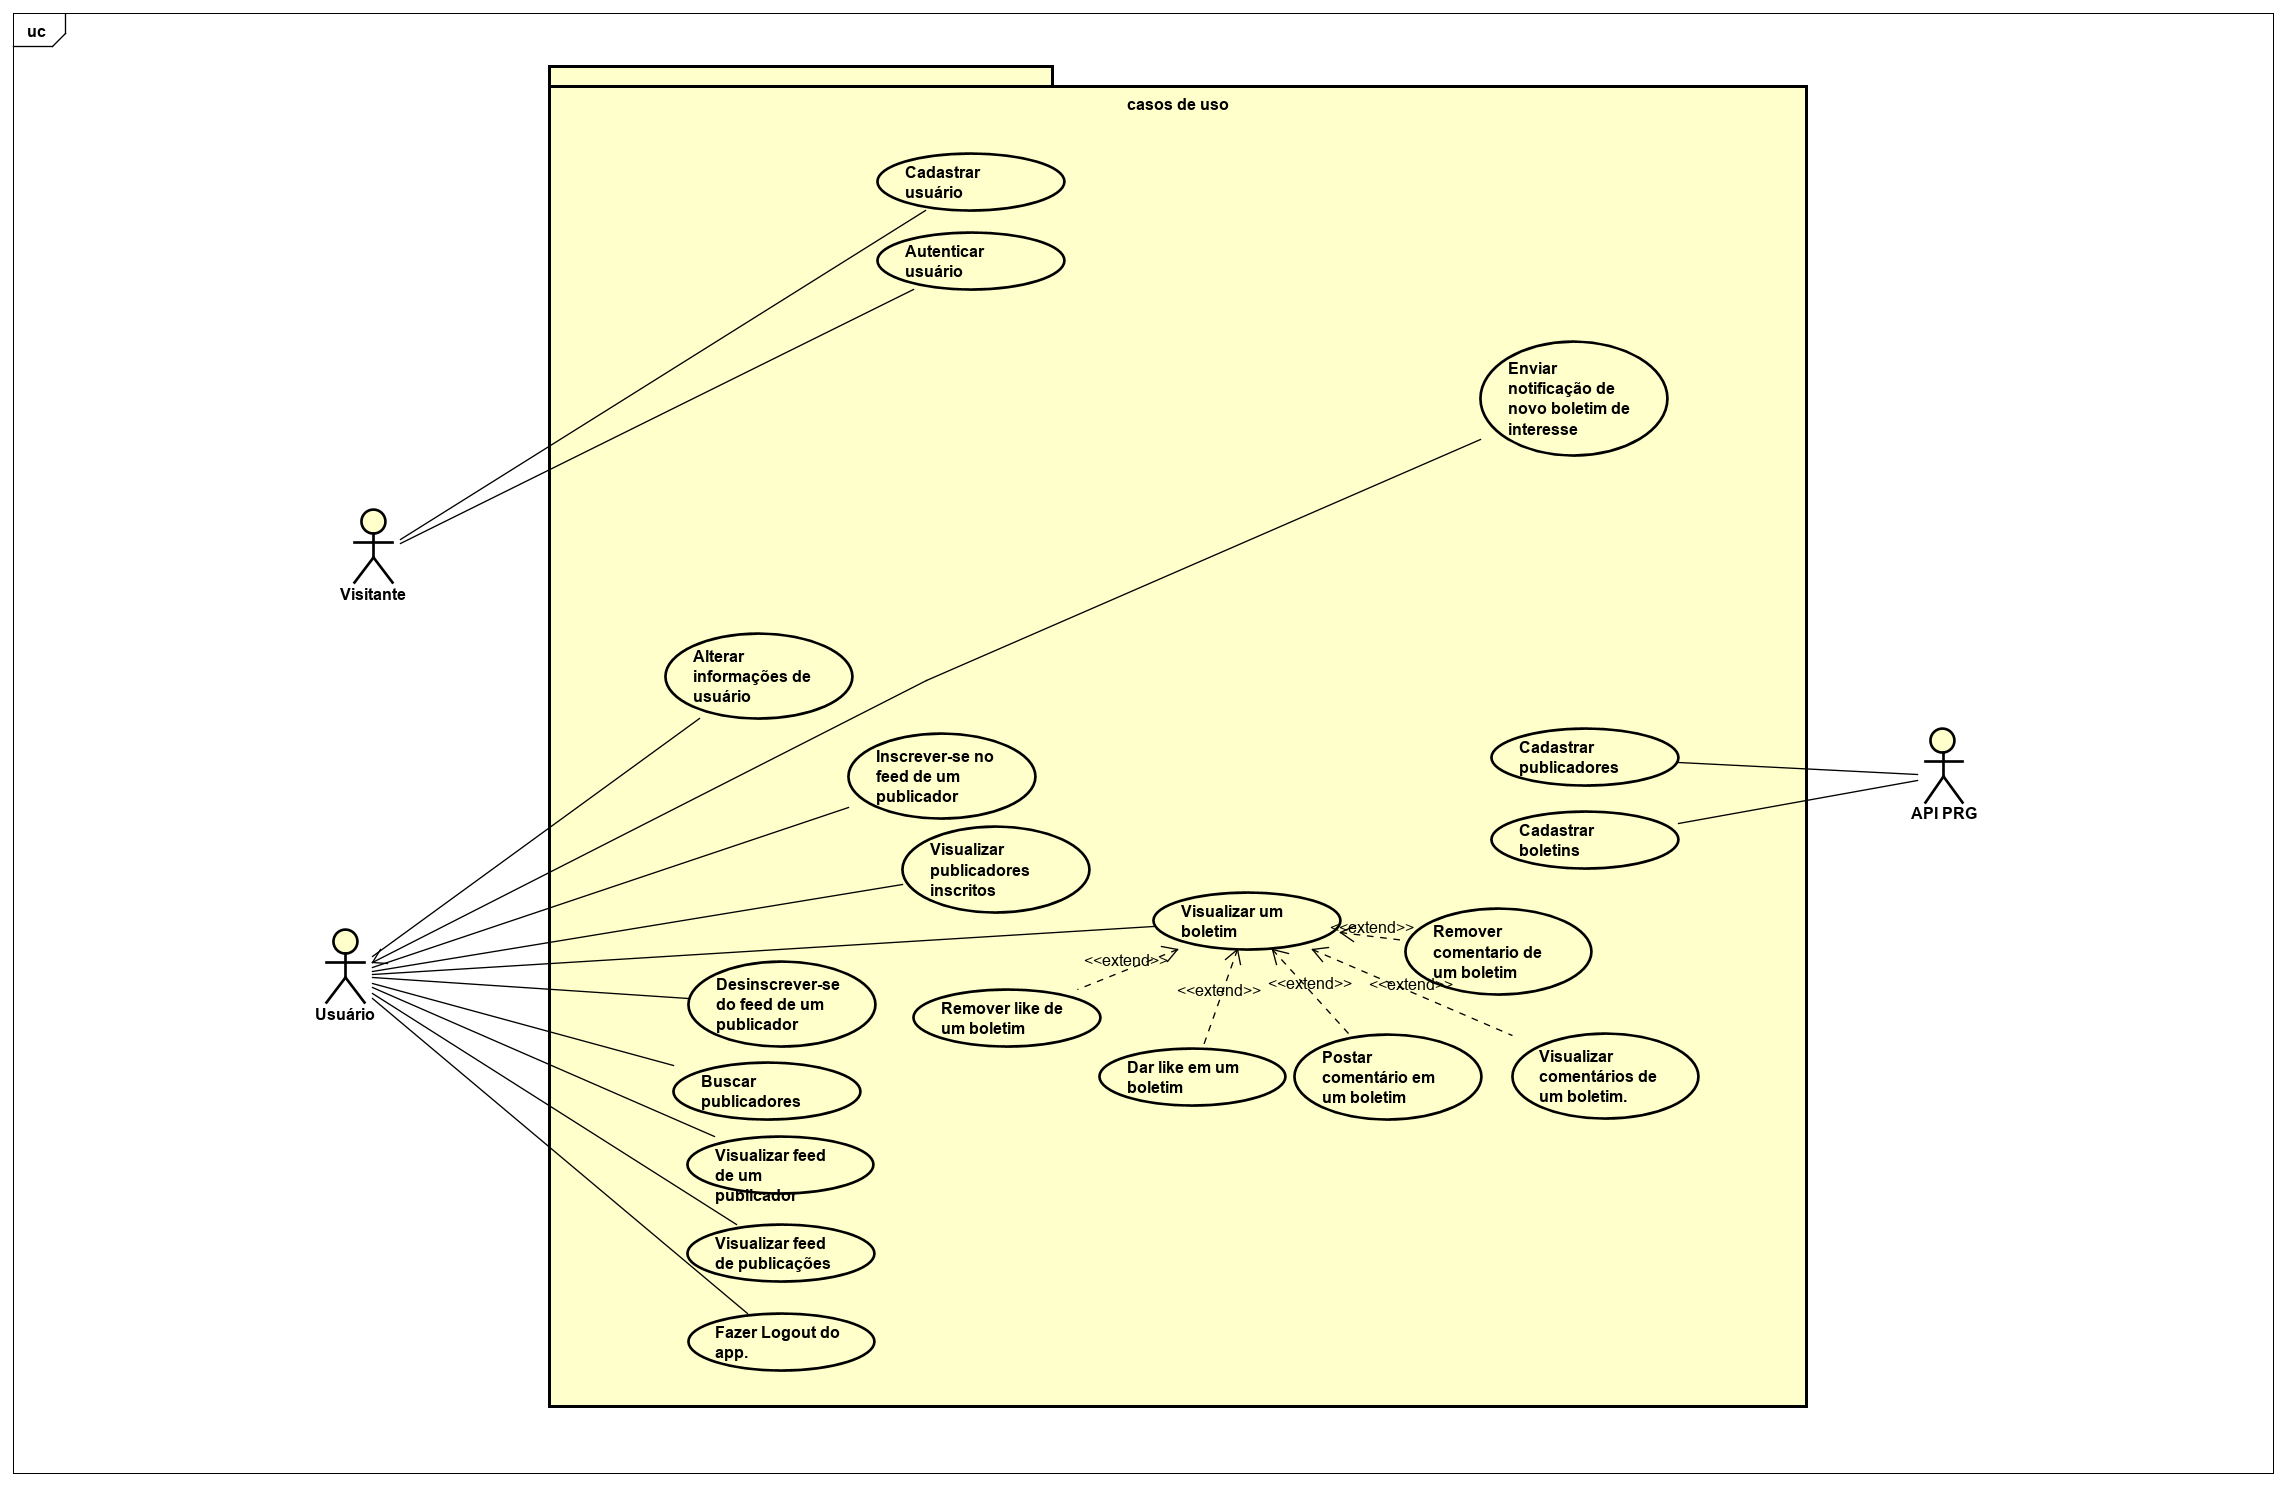 uc
casos de uso
Cadastrar
usuário
Autenticar
usuário
Enviar
notificação de
novo boletim de
interesse
Visitante
Alterar
informações de
usuário
Inscrever-se no
feed de um
publicador
Cadastrar
publicadores
API PRG
Cadastrar
boletins
Visualizar
publicadores
inscritos
Visualizar um
boletim
<<extend>>
Remover
comentario de
um boletim
<<extend>>
<<extend>>
<<extend>>
<<extend>>
Usuário
Desinscrever-se
do feed de um
publicador
Remover like de
um boletim
Dar like em um
boletim
Postar
comentário em
um boletim
Visualizar
comentários de
um boletim.
Buscar
publicadores
Visualizar feed
de um
publicador
Visualizar feed
de publicações
Fazer Logout do
app.